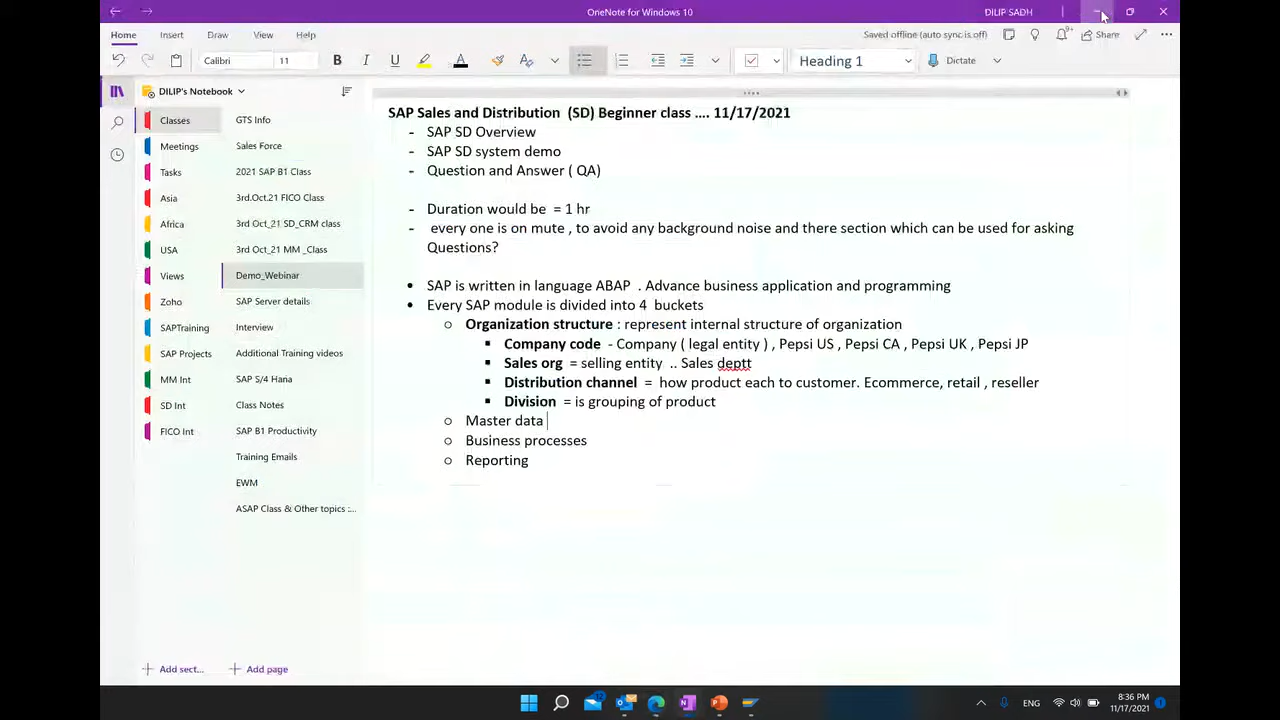 OneNote for Windows 10
DILIP SADH
Home Insert Draw View Help
Saved offline (auto sync is off)
9+
Share
Calibri 11 B I U A Heading 1 Dictate
DILIP's Notebook
Classes
Meetings
Tasks
Asia
Africa
USA
Views
Zoho
SAPTraining
SAP Projects
MM Int
SD Int
FICO Int
Add sect...
GTS Info
Sales Force
2021 SAP B1 Class
3rd.Oct.21 FICO Class
3rd Oct_21 SD_CRM class
3rd Oct_21 MM _Class
Demo_Webinar
SAP Server details
Interview
Additional Training videos
SAP S/4 Hana
Class Notes
SAP B1 Productivity
Training Emails
EWM
ASAP Class & Other topics :...
Add page
SAP Sales and Distribution (SD) Beginner class .... 11/17/2021
- SAP SD Overview
- SAP SD system demo
- Question and Answer ( QA)
- Duration would be = 1 hr
- every one is on mute , to avoid any background noise and there section which can be used for asking
Questions?
• SAP is written in language ABAP . Advance business application and programming
• Every SAP module is divided into 4 buckets
○ Organization structure : represent internal structure of organization
▪ Company code - Company ( legal entity ) , Pepsi US , Pepsi CA , Pepsi UK , Pepsi JP
▪ Sales org = selling entity .. Sales deptt
▪ Distribution channel = how product each to customer. Ecommerce, retail , reseller
▪ Division = is grouping of product
○ Master data
○ Business processes
○ Reporting
ENG
8:36 PM
11/17/2021